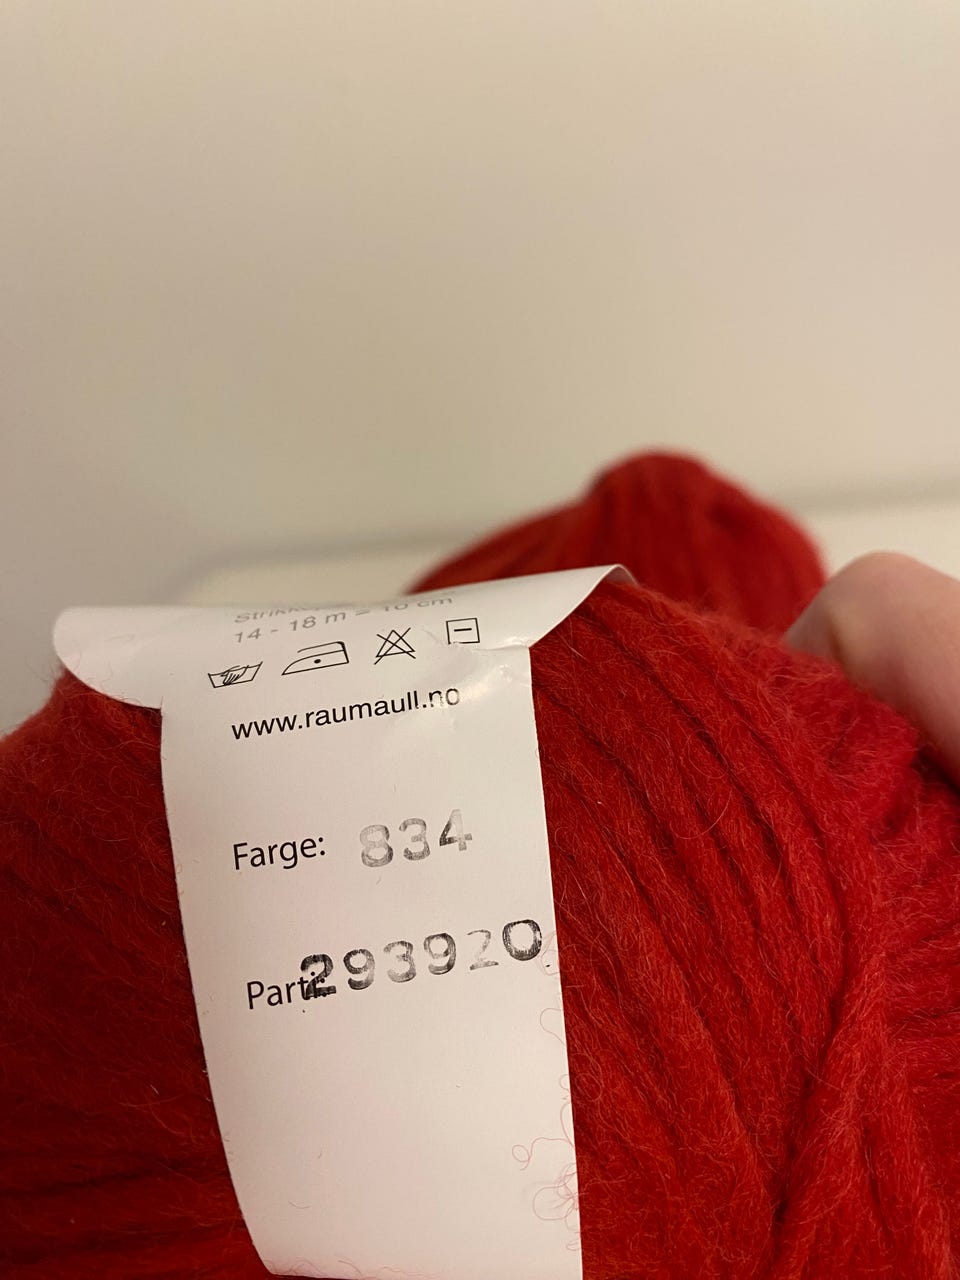 14 - 18 m = 10 cm
www.raumaull.no
Farge: 834
Parti: 293920